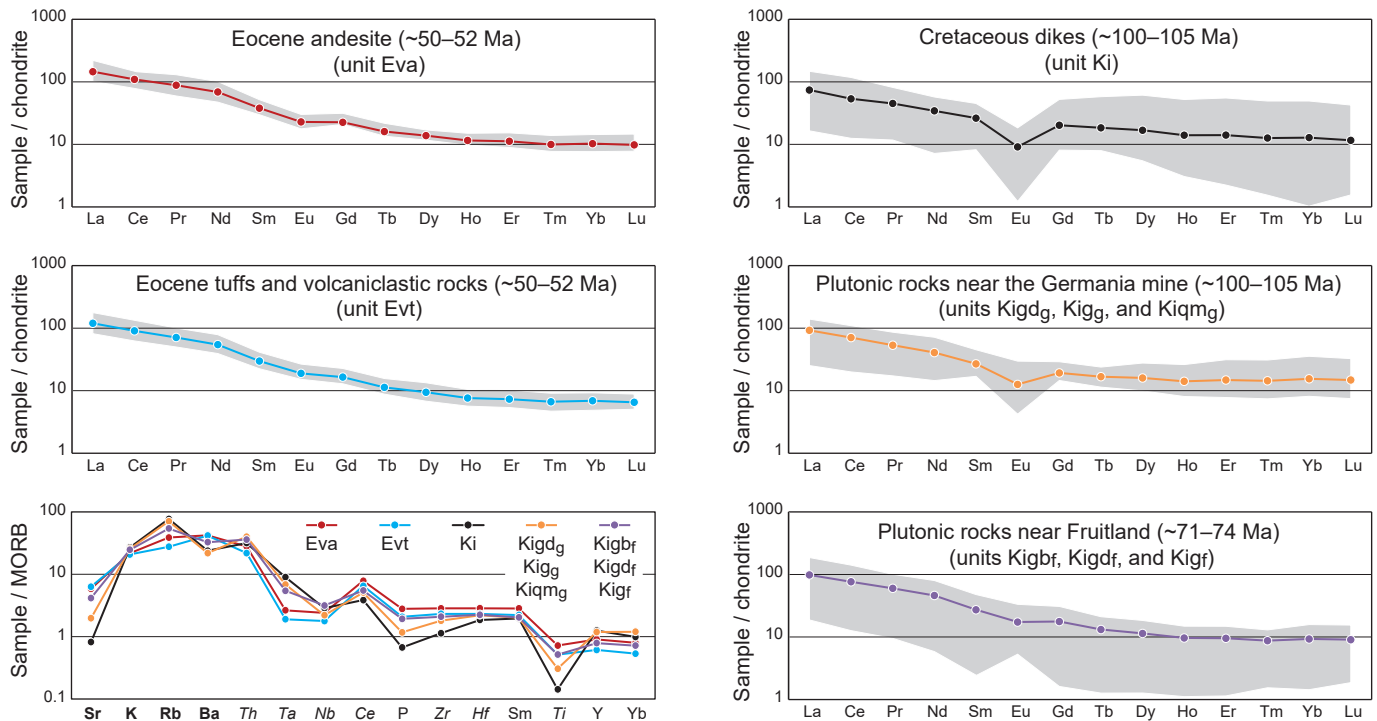 1000
100
10
1
Sample / chondrite
Eocene andesite (~50–52 Ma)
(unit Eva)
La Ce Pr Nd Sm Eu Gd Tb Dy Ho Er Tm Yb Lu
1000
100
10
1
Sample / chondrite
Cretaceous dikes (~100–105 Ma)
(unit Ki)
La Ce Pr Nd Sm Eu Gd Tb Dy Ho Er Tm Yb Lu
1000
100
10
1
Sample / chondrite
Eocene tuffs and volcaniclastic rocks (~50–52 Ma)
(unit Evt)
La Ce Pr Nd Sm Eu Gd Tb Dy Ho Er Tm Yb Lu
1000
100
10
1
Sample / chondrite
Plutonic rocks near the Germania mine (~100–105 Ma)
(units Kigdg, Kigg, and Kiqmg)
La Ce Pr Nd Sm Eu Gd Tb Dy Ho Er Tm Yb Lu
100
10
1
0.1
Sample / MORB
Eva Evt Ki Kigdg Kigbf
Kigg Kigdf
Kiqmg Kigf
Sr K Rb Ba Th Ta Nb Ce P Zr Hf Sm Ti Y Yb
1000
100
10
1
Sample / chondrite
Plutonic rocks near Fruitland (~71–74 Ma)
(units Kigbf, Kigdf, and Kigf)
La Ce Pr Nd Sm Eu Gd Tb Dy Ho Er Tm Yb Lu